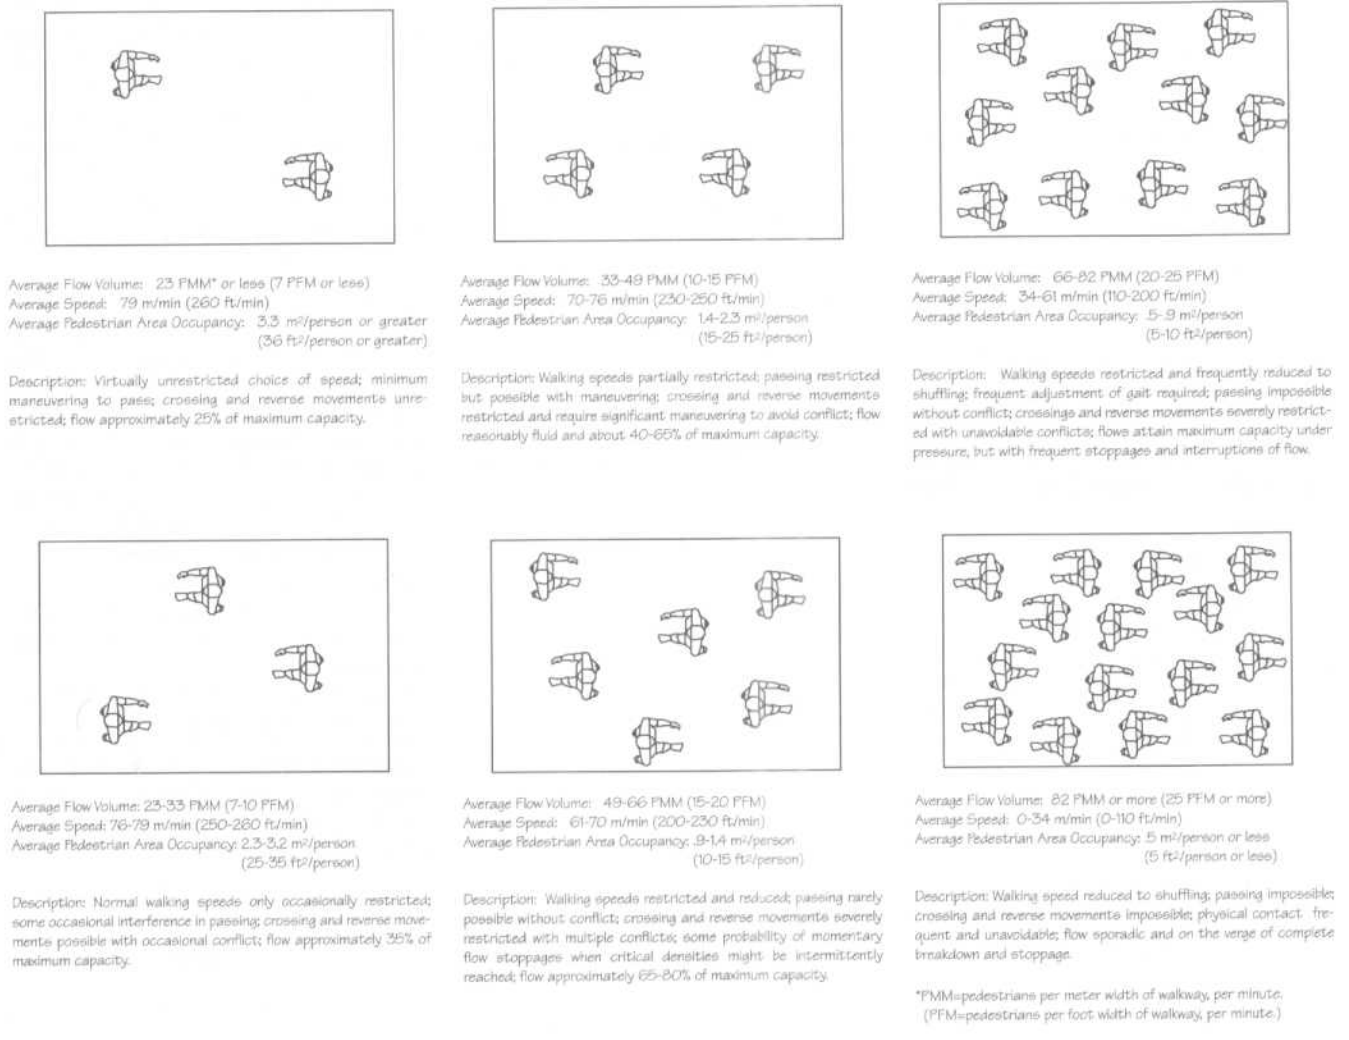 Average Flow Volume: 23 PMM* or less (7 PFM or less)
Average Speed: 79 m/min (260 ft/min)
Average Pedestrian Area Occupancy: 3.3 m²/person or greater
(36 ft²/person or greater)
Description: Virtually unrestricted choice of speed; minimum
maneuvering to pass; crossing and reverse movements unre-
stricted; flow approximately 25% of maximum capacity.
Average Flow Volume: 33-49 PMM (10-15 PFM)
Average Speed: 70-76 m/min (230-250 ft/min)
Average Pedestrian Area Occupancy: 1.4-2.3 m²/person
(15-25 ft²/person)
Description: Walking speeds partially restricted; passing restricted
but possible with maneuvering; crossing and reverse movements
restricted and require significant maneuvering to avoid conflict; flow
reasonably fluid and about 40-65% of maximum capacity.
Average Flow Volume: 66-82 PMM (20-25 PFM)
Average Speed: 34-61 m/min (110-200 ft/min)
Average Pedestrian Area Occupancy: .5-.9 m²/person
(5-10 ft²/person)
Description: Walking speeds restricted and frequently reduced to
shuffling; frequent adjustment of gait required; passing impossible
without conflict; crossings and reverse movements severely restrict-
ed with unavoidable conflicts; flows attain maximum capacity under
pressure, but with frequent stoppages and interruptions of flow.
Average Flow Volume: 23-33 PMM (7-10 PFM)
Average Speed: 76-79 m/min (250-260 ft/min)
Average Pedestrian Area Occupancy: 2.3-3.2 m²/person
(25-35 ft²/person)
Description: Normal walking speeds only occasionally restricted;
some occasional interference in passing; crossing and reverse move-
ments possible with occasional conflict; flow approximately 35% of
maximum capacity.
Average Flow Volume: 49-66 PMM (15-20 PFM)
Average Speed: 61-70 m/min (200-230 ft/min)
Average Pedestrian Area Occupancy: .9-1.4 m²/person
(10-15 ft²/person)
Description: Walking speeds restricted and reduced; passing rarely
possible without conflict; crossing and reverse movements severely
restricted with multiple conflicts; some probability of momentary
flow stoppages when critical densities might be intermittently
reached; flow approximately 65-80% of maximum capacity.
Average Flow Volume: 82 PMM or more (25 PFM or more)
Average Speed: 0-34 m/min (0-110 ft/min)
Average Pedestrian Area Occupancy: .5 m²/person or less
(5 ft²/person or less)
Description: Walking speed reduced to shuffling; passing impossible;
crossing and reverse movements impossible; physical contact fre-
quent and unavoidable; flow sporadic and on the verge of complete
breakdown and stoppage.
*PMM=pedestrians per meter width of walkway, per minute.
(PFM=pedestrians per foot width of walkway, per minute.)